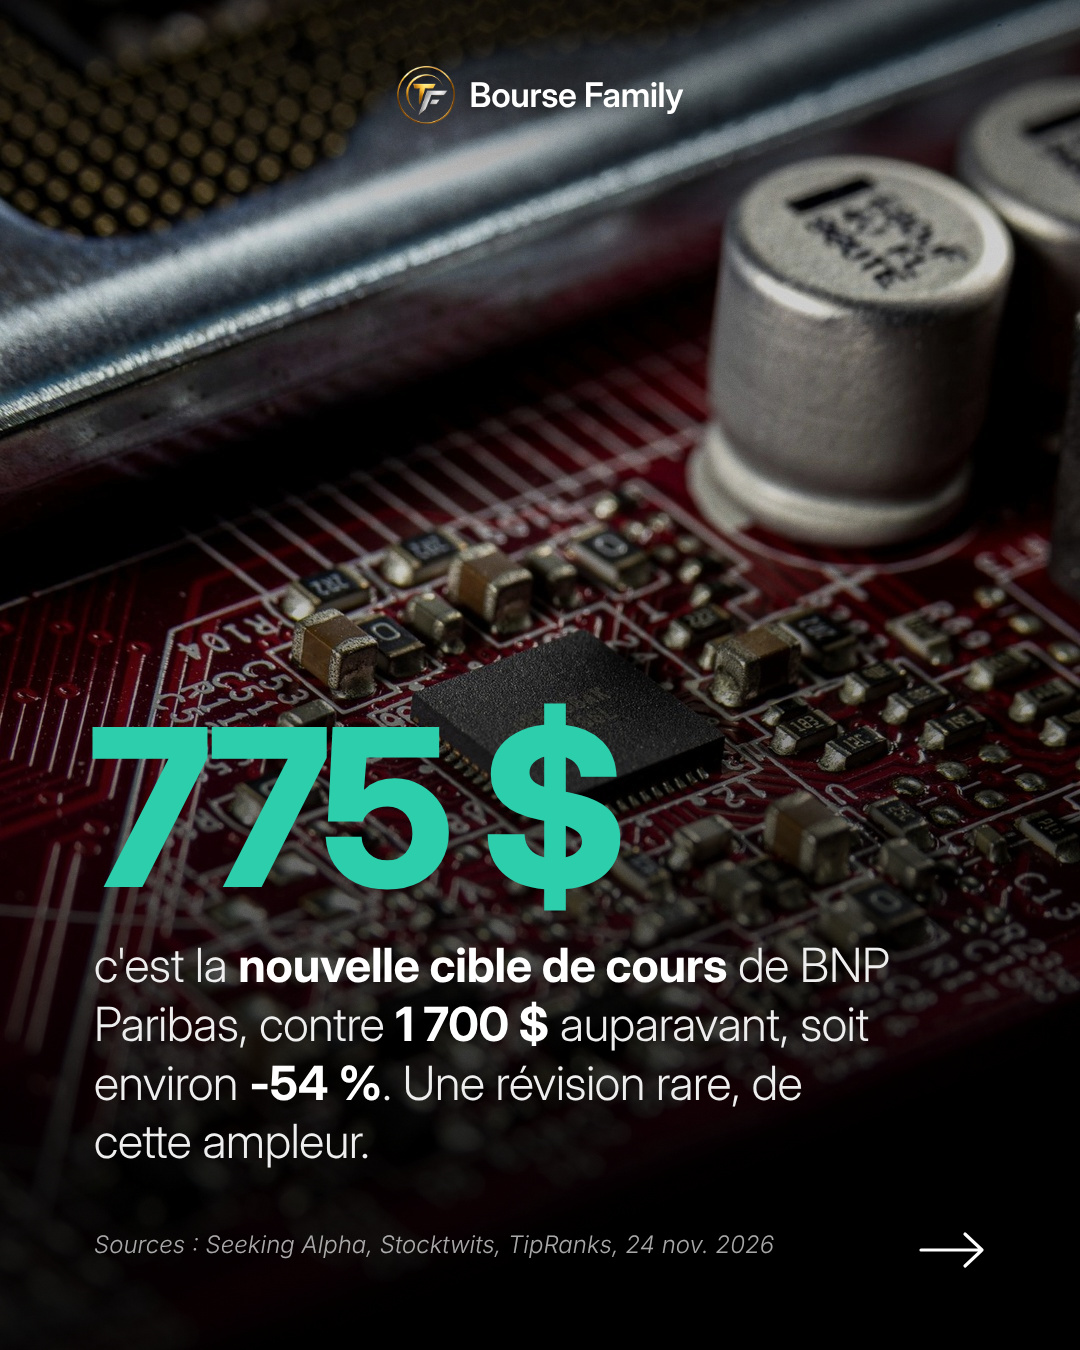 Bourse Family
775 $
c'est la nouvelle cible de cours de BNP
Paribas, contre 1 700 $ auparavant, soit
environ -54 %. Une révision rare, de
cette ampleur.
Sources : Seeking Alpha, Stocktwits, TipRanks, 24 nov. 2026